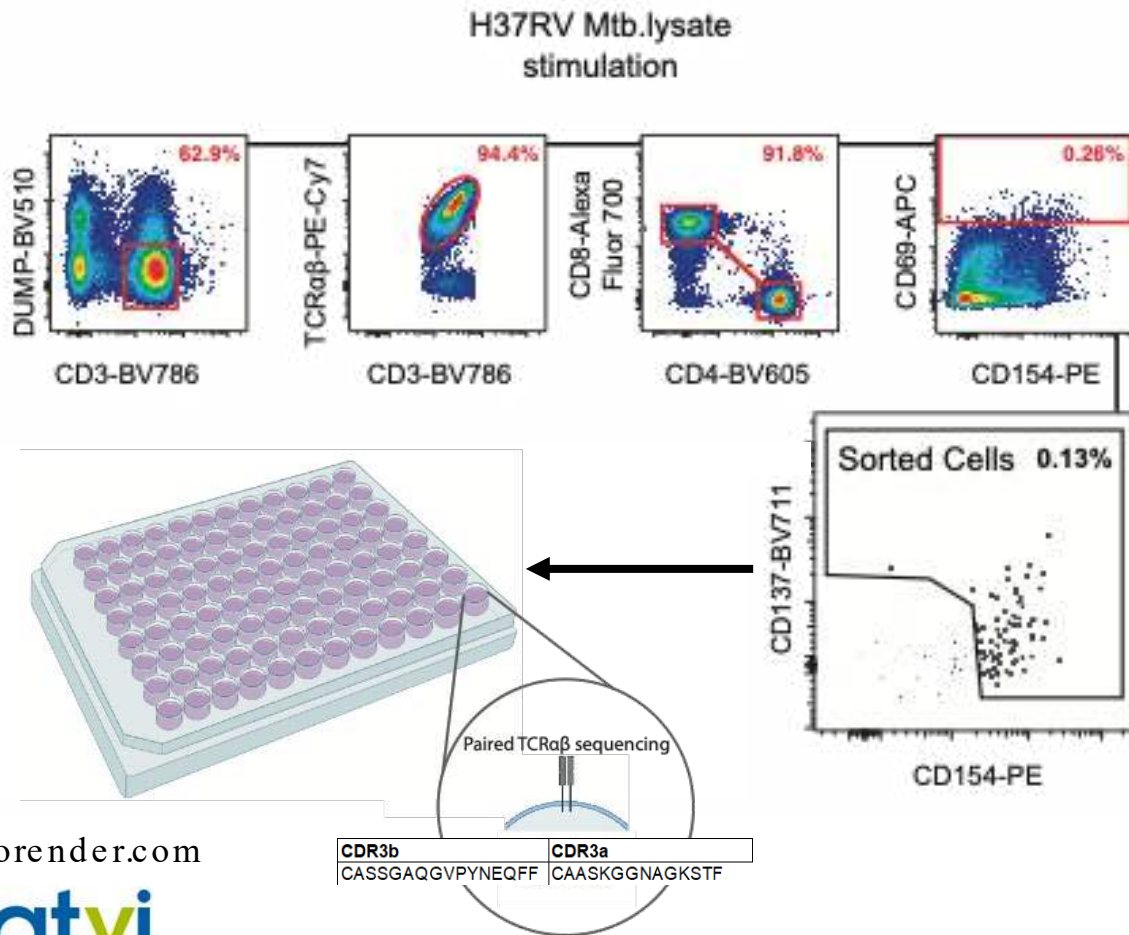 H37RV Mtb.lysate
stimulation
DUMP-BV510
62.9%
CD3-BV786
TCRαβ-PE-Cy7
94.4%
CD3-BV786
CD8-Alexa
Fluor 700
91.8%
CD4-BV605
CD69-APC
0.26%
CD154-PE
CD137-BV711
Sorted Cells 0.13%
CD154-PE
Paired TCRαβ sequencing
CDR3b CDR3a
CASSGAQGVPYNEQFF CAASKGGNAGKSTF
orender.com